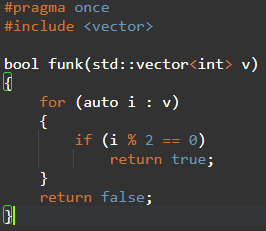 #pragma once
#include <vector>
bool funk(std::vector<int> v)
{
    for (auto i : v)
    {
        if (i % 2 == 0)
            return true;
    }
    return false;
}